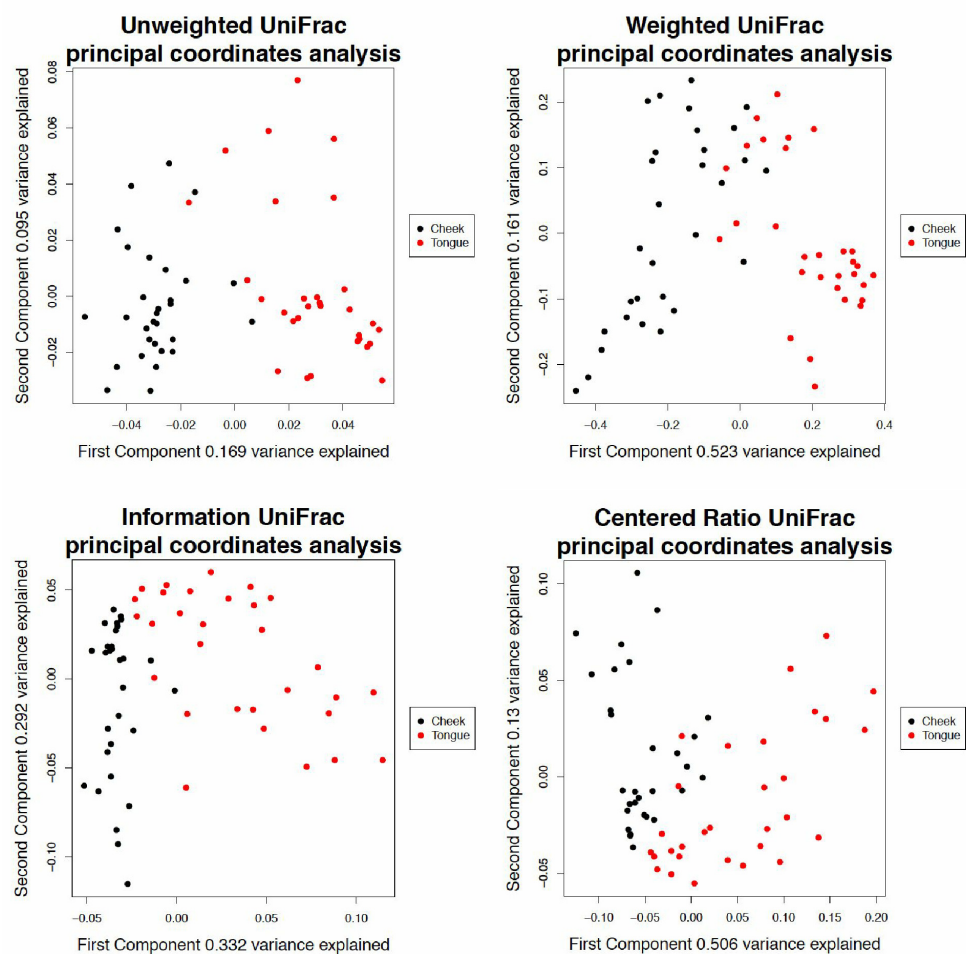 Unweighted UniFrac
principal coordinates analysis
Second Component 0.095 variance explained
0.08
0.06
0.04
0.02
0.00
−0.02
−0.04
−0.02
0.00
0.02
0.04
First Component 0.169 variance explained
Cheek
Tongue
Weighted UniFrac
principal coordinates analysis
Second Component 0.161 variance explained
0.2
0.1
0.0
−0.1
−0.2
−0.4
−0.2
0.0
0.2
0.4
First Component 0.523 variance explained
Cheek
Tongue
Information UniFrac
principal coordinates analysis
Second Component 0.292 variance explained
0.05
0.00
−0.05
−0.10
−0.05
0.00
0.05
0.10
First Component 0.332 variance explained
Cheek
Tongue
Centered Ratio UniFrac
principal coordinates analysis
Second Component 0.13 variance explained
0.10
0.05
0.00
−0.05
−0.10
−0.05
0.00
0.05
0.10
0.15
0.20
First Component 0.506 variance explained
Cheek
Tongue